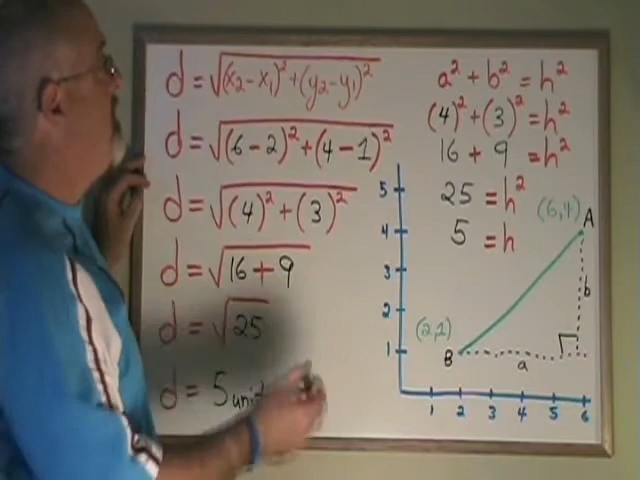 d = √(x₂ - x₁)² + (y₂ - y₁)²
d = √(6 - 2)² + (4 - 1)²
d = √(4)² + (3)²
d = √16 + 9
d = √25
d = 5 units
a² + b² = h²
(4)² + (3)² = h²
16 + 9 = h²
25 = h²
5 = h
(6,4) A
(2,1)
B
a
b
5
4
3
2
1
1 2 3 4 5 6